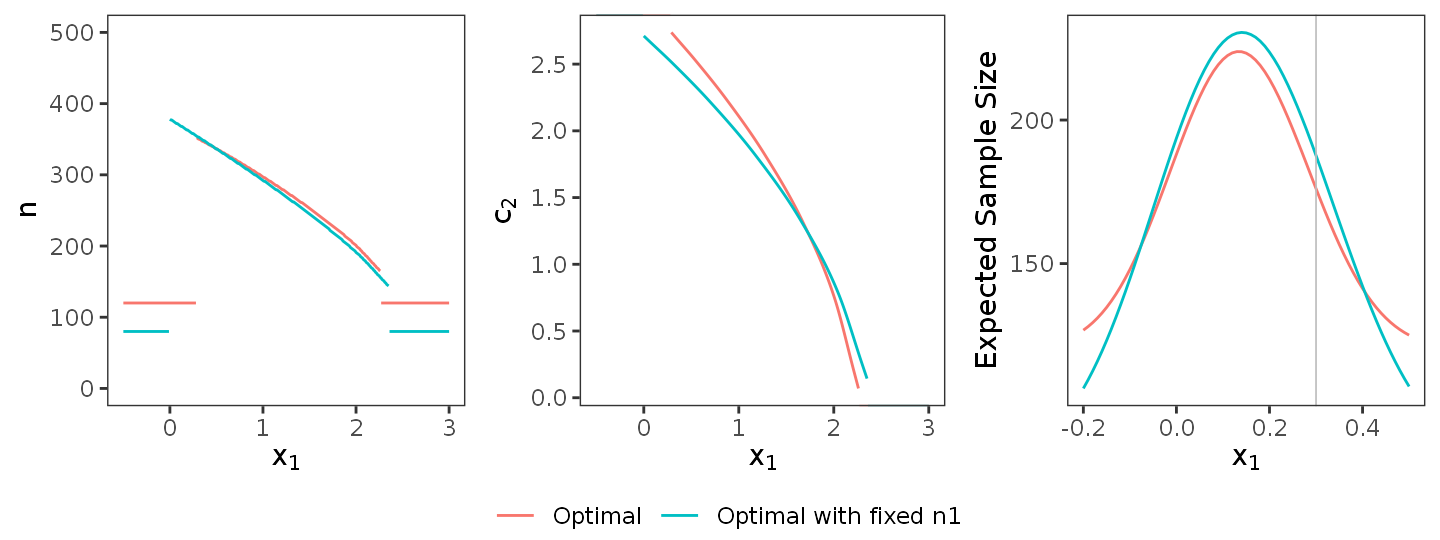 n
500
400
300
200
100
0
0 1 2 3
x₁
c₂
2.5
2.0
1.5
1.0
0.5
0.0
0 1 2 3
x₁
Expected Sample Size
200
150
-0.2 0.0 0.2 0.4
x₁
Optimal
Optimal with fixed n1